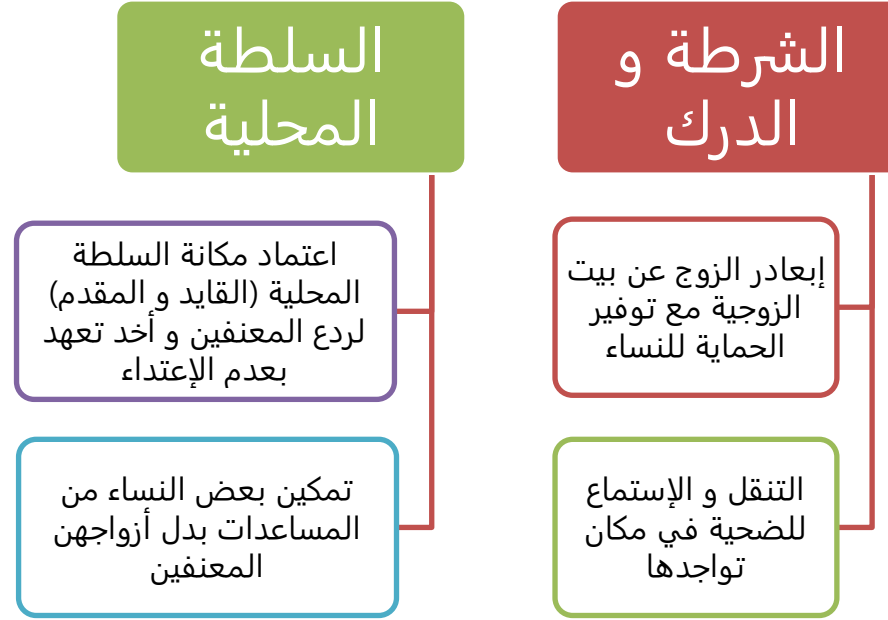 الشرطة و
الدرك
إبعادر الزوج عن بيت
الزوجية مع توفير
الحماية للنساء
التنقل و الإستماع
للضحية في مكان
تواجدها
السلطة
المحلية
اعتماد مكانة السلطة
المحلية (القايد و المقدم)
لردع المعنفين و أخد تعهد
بعدم الإعتداء
تمكين بعض النساء من
المساعدات بدل أزواجهن
المعنفين